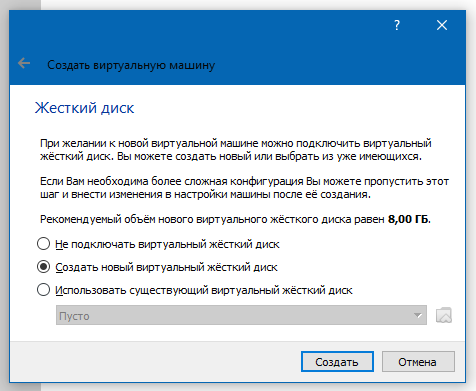 ?
Создать виртуальную машину
Жесткий диск
При желании к новой виртуальной машине можно подключить виртуальный
жёсткий диск. Вы можете создать новый или выбрать из уже имеющихся.
Если Вам необходима более сложная конфигурация Вы можете пропустить этот
шаг и внести изменения в настройки машины после её создания.
Рекомендуемый объём нового виртуального жёсткого диска равен 8,00 ГБ.
Не подключать виртуальный жёсткий диск
Создать новый виртуальный жёсткий диск
Использовать существующий виртуальный жёсткий диск
Пусто
Создать Отмена